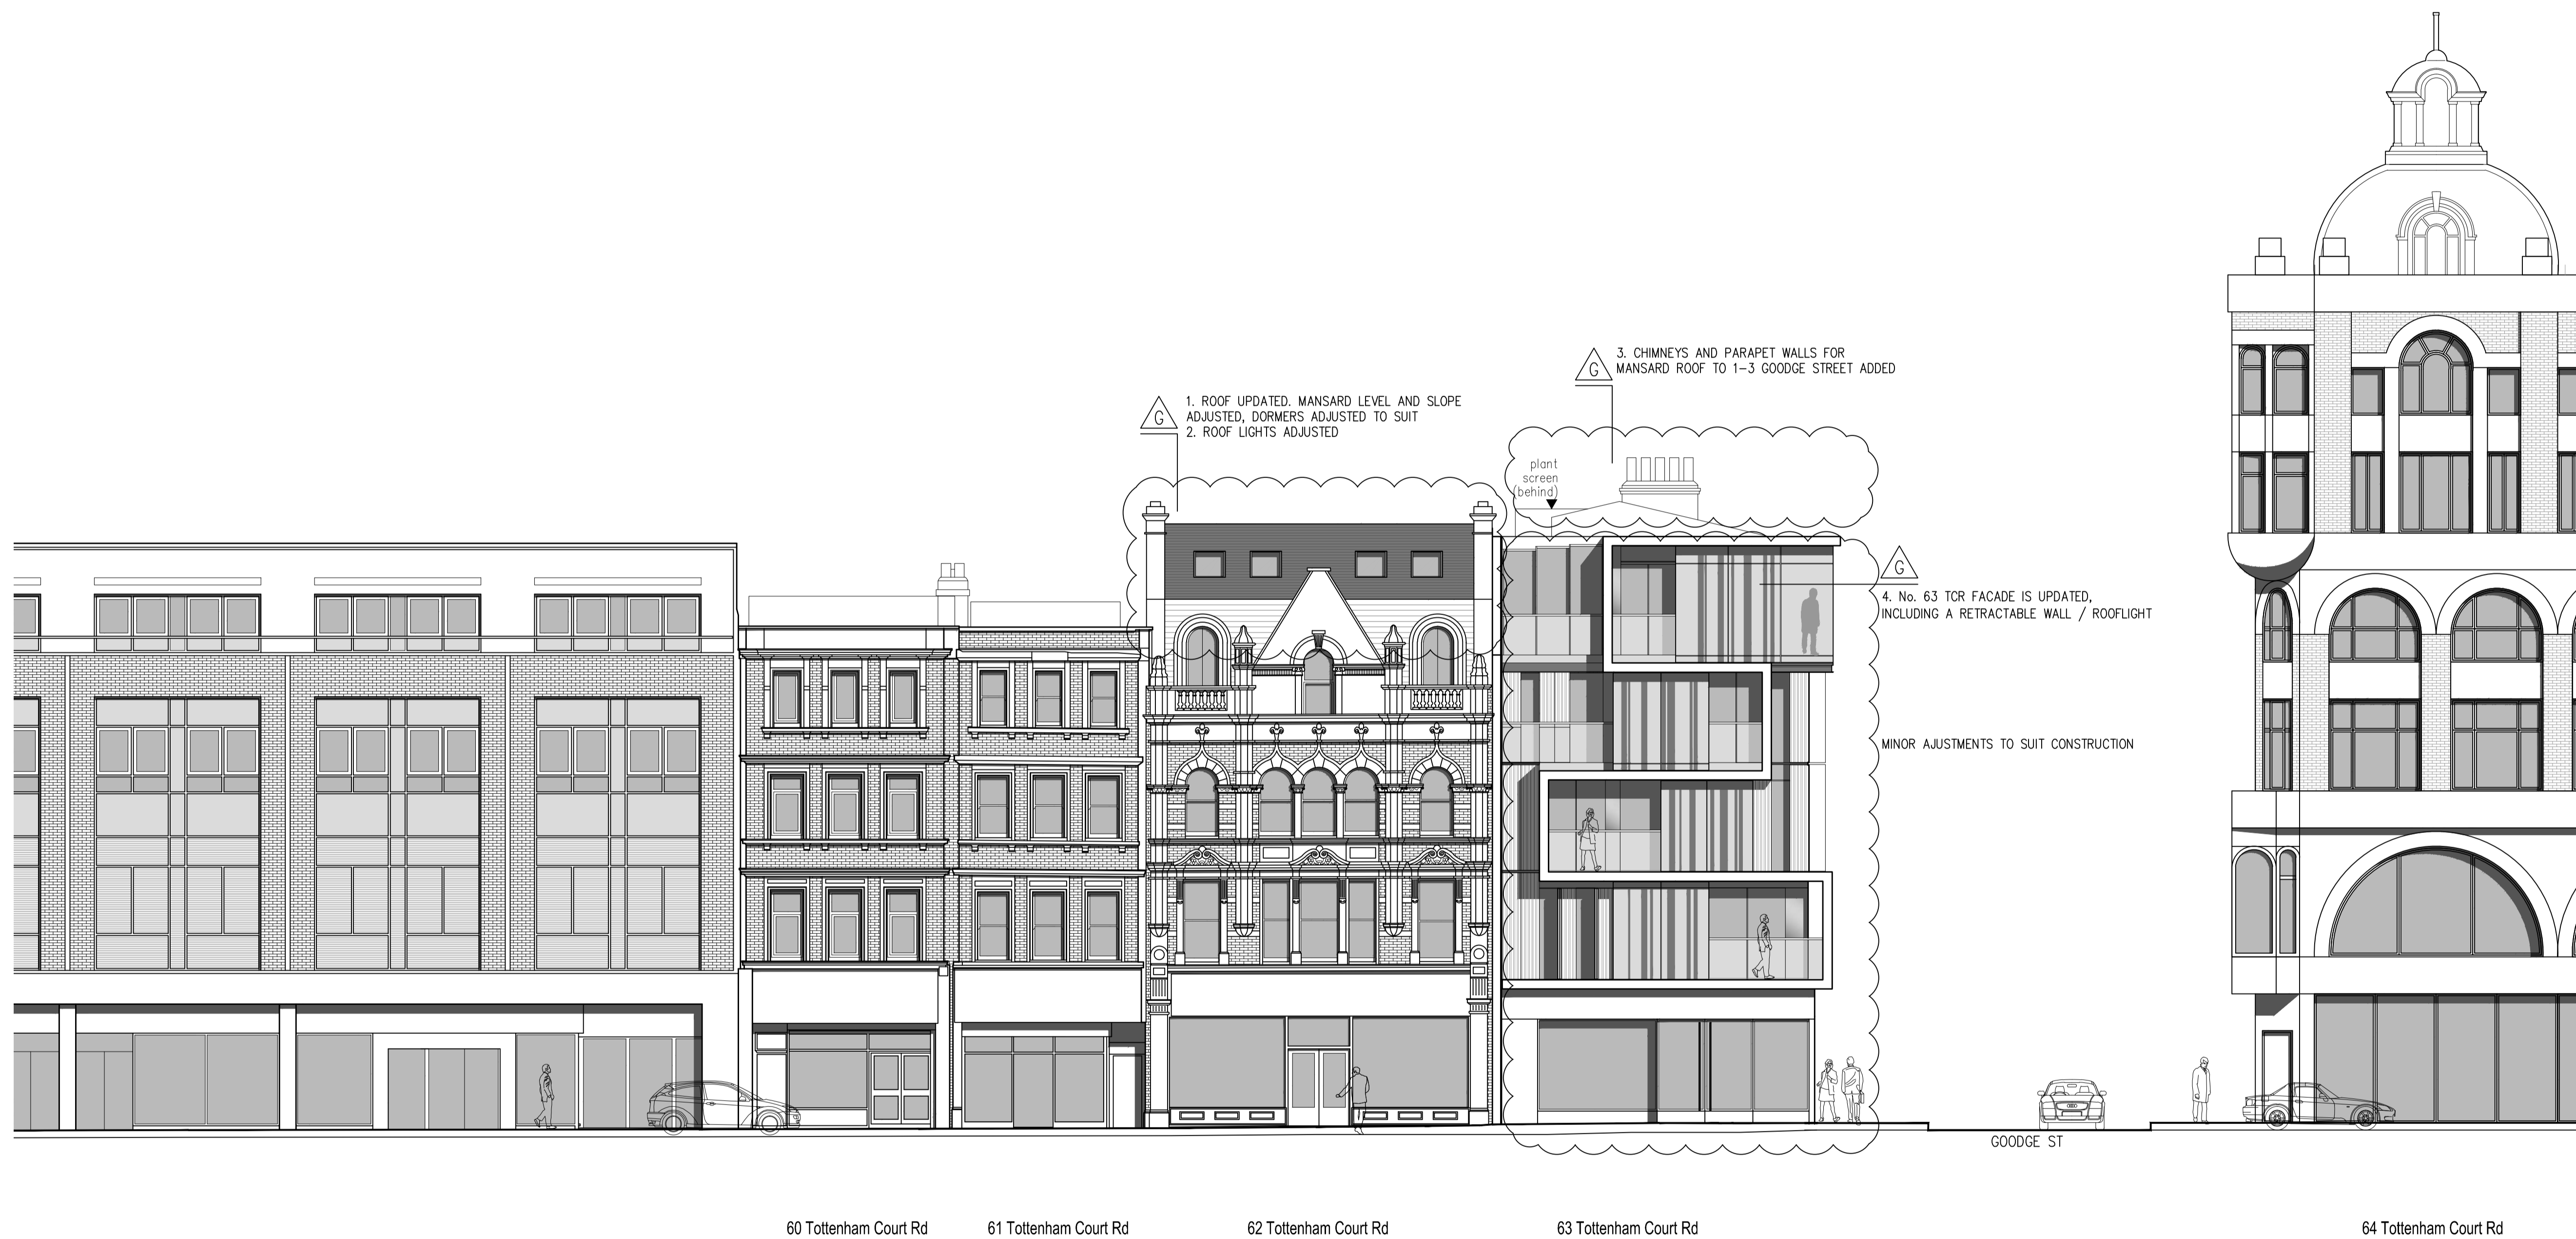 G
3. CHIMNEYS AND PARAPET WALLS FOR
MANSARD ROOF TO 1-3 GOODGE STREET ADDED
G
1. ROOF UPDATED. MANSARD LEVEL AND SLOPE
ADJUSTED, DORMERS ADJUSTED TO SUIT
2. ROOF LIGHTS ADJUSTED
plant
screen
(behind)
G
4. No. 63 TCR FACADE IS UPDATED,
INCLUDING A RETRACTABLE WALL / ROOFLIGHT
MINOR AJUSTMENTS TO SUIT CONSTRUCTION
GOODGE ST
60 Tottenham Court Rd
61 Tottenham Court Rd
62 Tottenham Court Rd
63 Tottenham Court Rd
64 Tottenham Court Rd